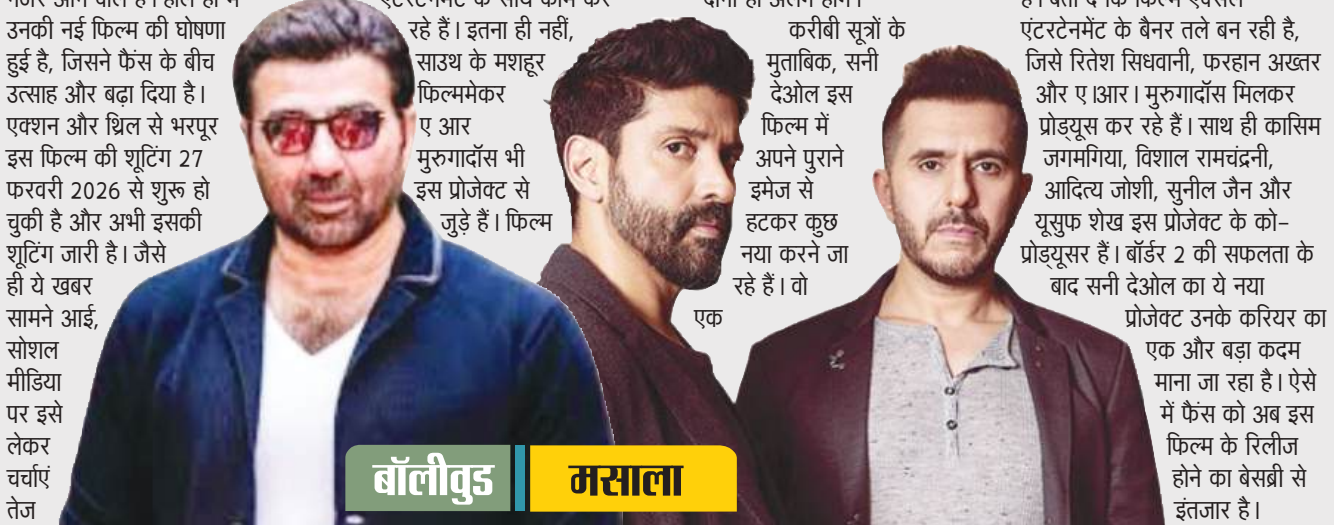 उनकी नई फिल्म की घोषणा
हुई है, जिसने फैंस के बीच
उत्साह और बढ़ा दिया है।
एक्शन और थ्रिल से भरपूर
इस फिल्म की शूटिंग 27
फरवरी 2026 से शुरू हो
चुकी है और अभी इसकी
शूटिंग जारी है। जैसे
ही ये खबर
सामने आई,
सोशल
मीडिया
पर इसे
लेकर
चर्चाएं
तेज
एंटरटेनमेंट के साथ काम कर
रहे हैं। इतना ही नहीं,
साउथ के मशहूर
फिल्ममेकर
ए आर
मुरुगादॉस भी
इस प्रोजेक्ट से
जुड़े हैं। फिल्म
करीबी सूत्रों के
मुताबिक, सनी
देओल इस
फिल्म में
अपने पुराने
इमेज से
हटकर कुछ
नया करने जा
रहे हैं। वो
एक
एंटरटेनमेंट के बैनर तले बन रही है,
जिसे रितेश सिधवानी, फरहान अख्तर
और ए।आर। मुरुगादॉस मिलकर
प्रोड्यूस कर रहे हैं। साथ ही कासिम
जगमगिया, विशाल रामचंदनी,
आदित्य जोशी, सुनील जैन और
यूसुफ शेख इस प्रोजेक्ट के को-
प्रोड्यूसर हैं। बॉर्डर 2 की सफलता के
बाद सनी देओल का ये नया
प्रोजेक्ट उनके करियर का
एक और बड़ा कदम
माना जा रहा है। ऐसे
में फैंस को अब इस
फिल्म के रिलीज
होने का बेसब्री से
इंतजार है।
बॉलीवुड मसाला